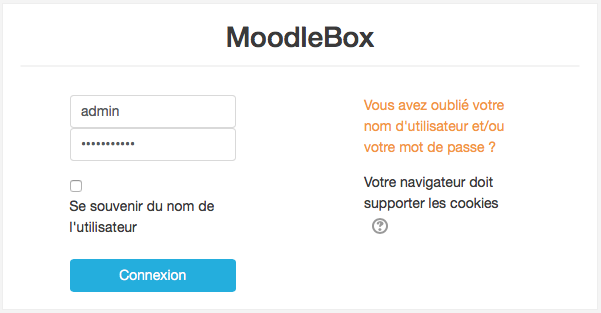 MoodleBox
admin
•••••••••••
Se souvenir du nom de
l'utilisateur
Connexion
Vous avez oublié votre
nom d'utilisateur et/ou
votre mot de passe ?
Votre navigateur doit
supporter les cookies
?